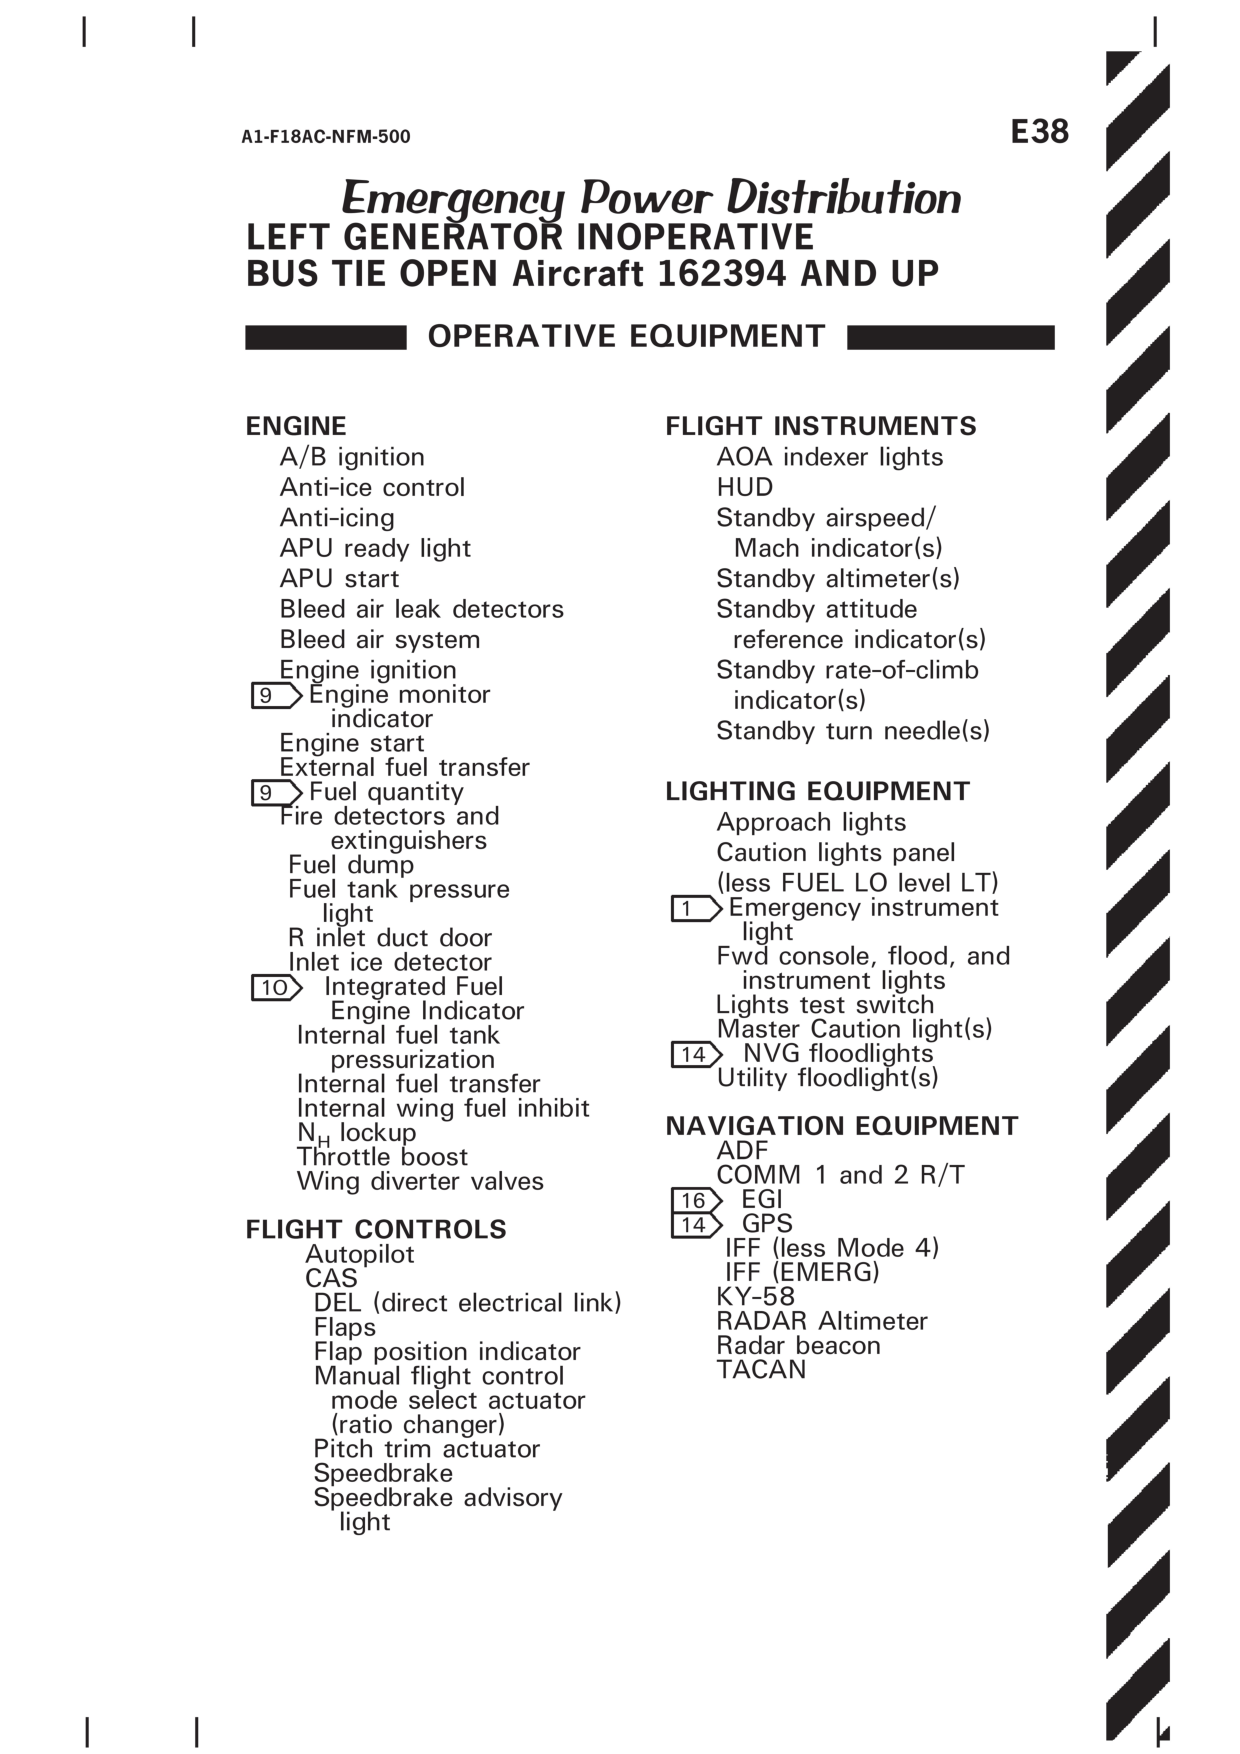 A1-F18AC-NFM-500
E38
Emergency Power Distribution
LEFT GENERATOR INOPERATIVE
BUS TIE OPEN Aircraft 162394 AND UP
OPERATIVE EQUIPMENT
ENGINE
A/B ignition
Anti-ice control
Anti-icing
APU ready light
APU start
Bleed air leak detectors
Bleed air system
Engine ignition
9 Engine monitor
indicator
Engine start
External fuel transfer
9 Fuel quantity
Fire detectors and
extinguishers
Fuel dump
Fuel tank pressure
light
R inlet duct door
Inlet ice detector
10 Integrated Fuel
Engine Indicator
Internal fuel tank
pressurization
Internal fuel transfer
Internal wing fuel inhibit
NH lockup
Throttle boost
Wing diverter valves
FLIGHT CONTROLS
Autopilot
CAS
DEL (direct electrical link)
Flaps
Flap position indicator
Manual flight control
mode select actuator
(ratio changer)
Pitch trim actuator
Speedbrake
Speedbrake advisory
light
FLIGHT INSTRUMENTS
AOA indexer lights
HUD
Standby airspeed/
Mach indicator(s)
Standby altimeter(s)
Standby attitude
reference indicator(s)
Standby rate-of-climb
indicator(s)
Standby turn needle(s)
LIGHTING EQUIPMENT
Approach lights
Caution lights panel
(less FUEL LO level LT)
1 Emergency instrument
light
Fwd console, flood, and
instrument lights
Lights test switch
Master Caution light(s)
14 NVG floodlights
Utility floodlight(s)
NAVIGATION EQUIPMENT
ADF
COMM 1 and 2 R/T
16 EGI
14 GPS
IFF (less Mode 4)
IFF (EMERG)
KY-58
RADAR Altimeter
Radar beacon
TACAN